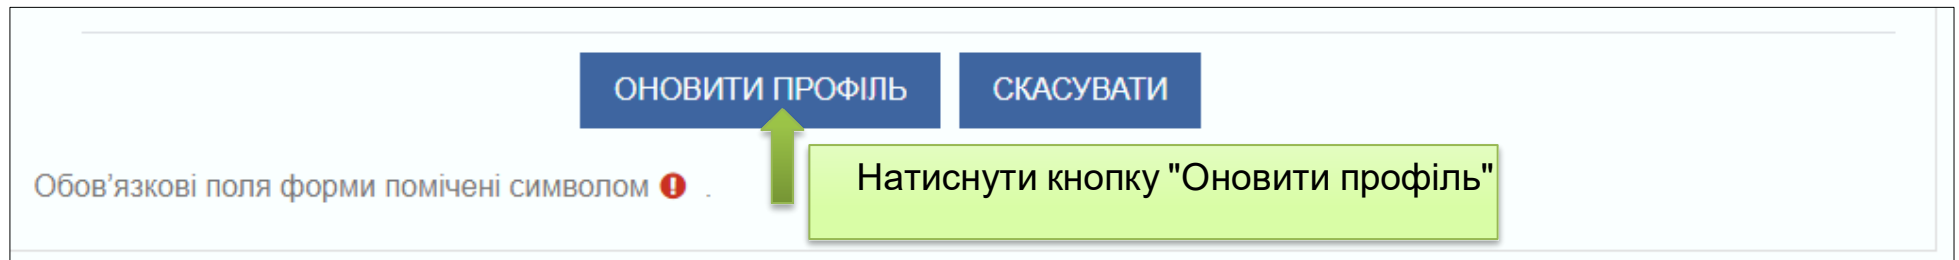 ОНОВИТИ ПРОФІЛЬ СКАСУВАТИ
Натиснути кнопку "Оновити профіль"
Обов’язкові поля форми помічені символом .